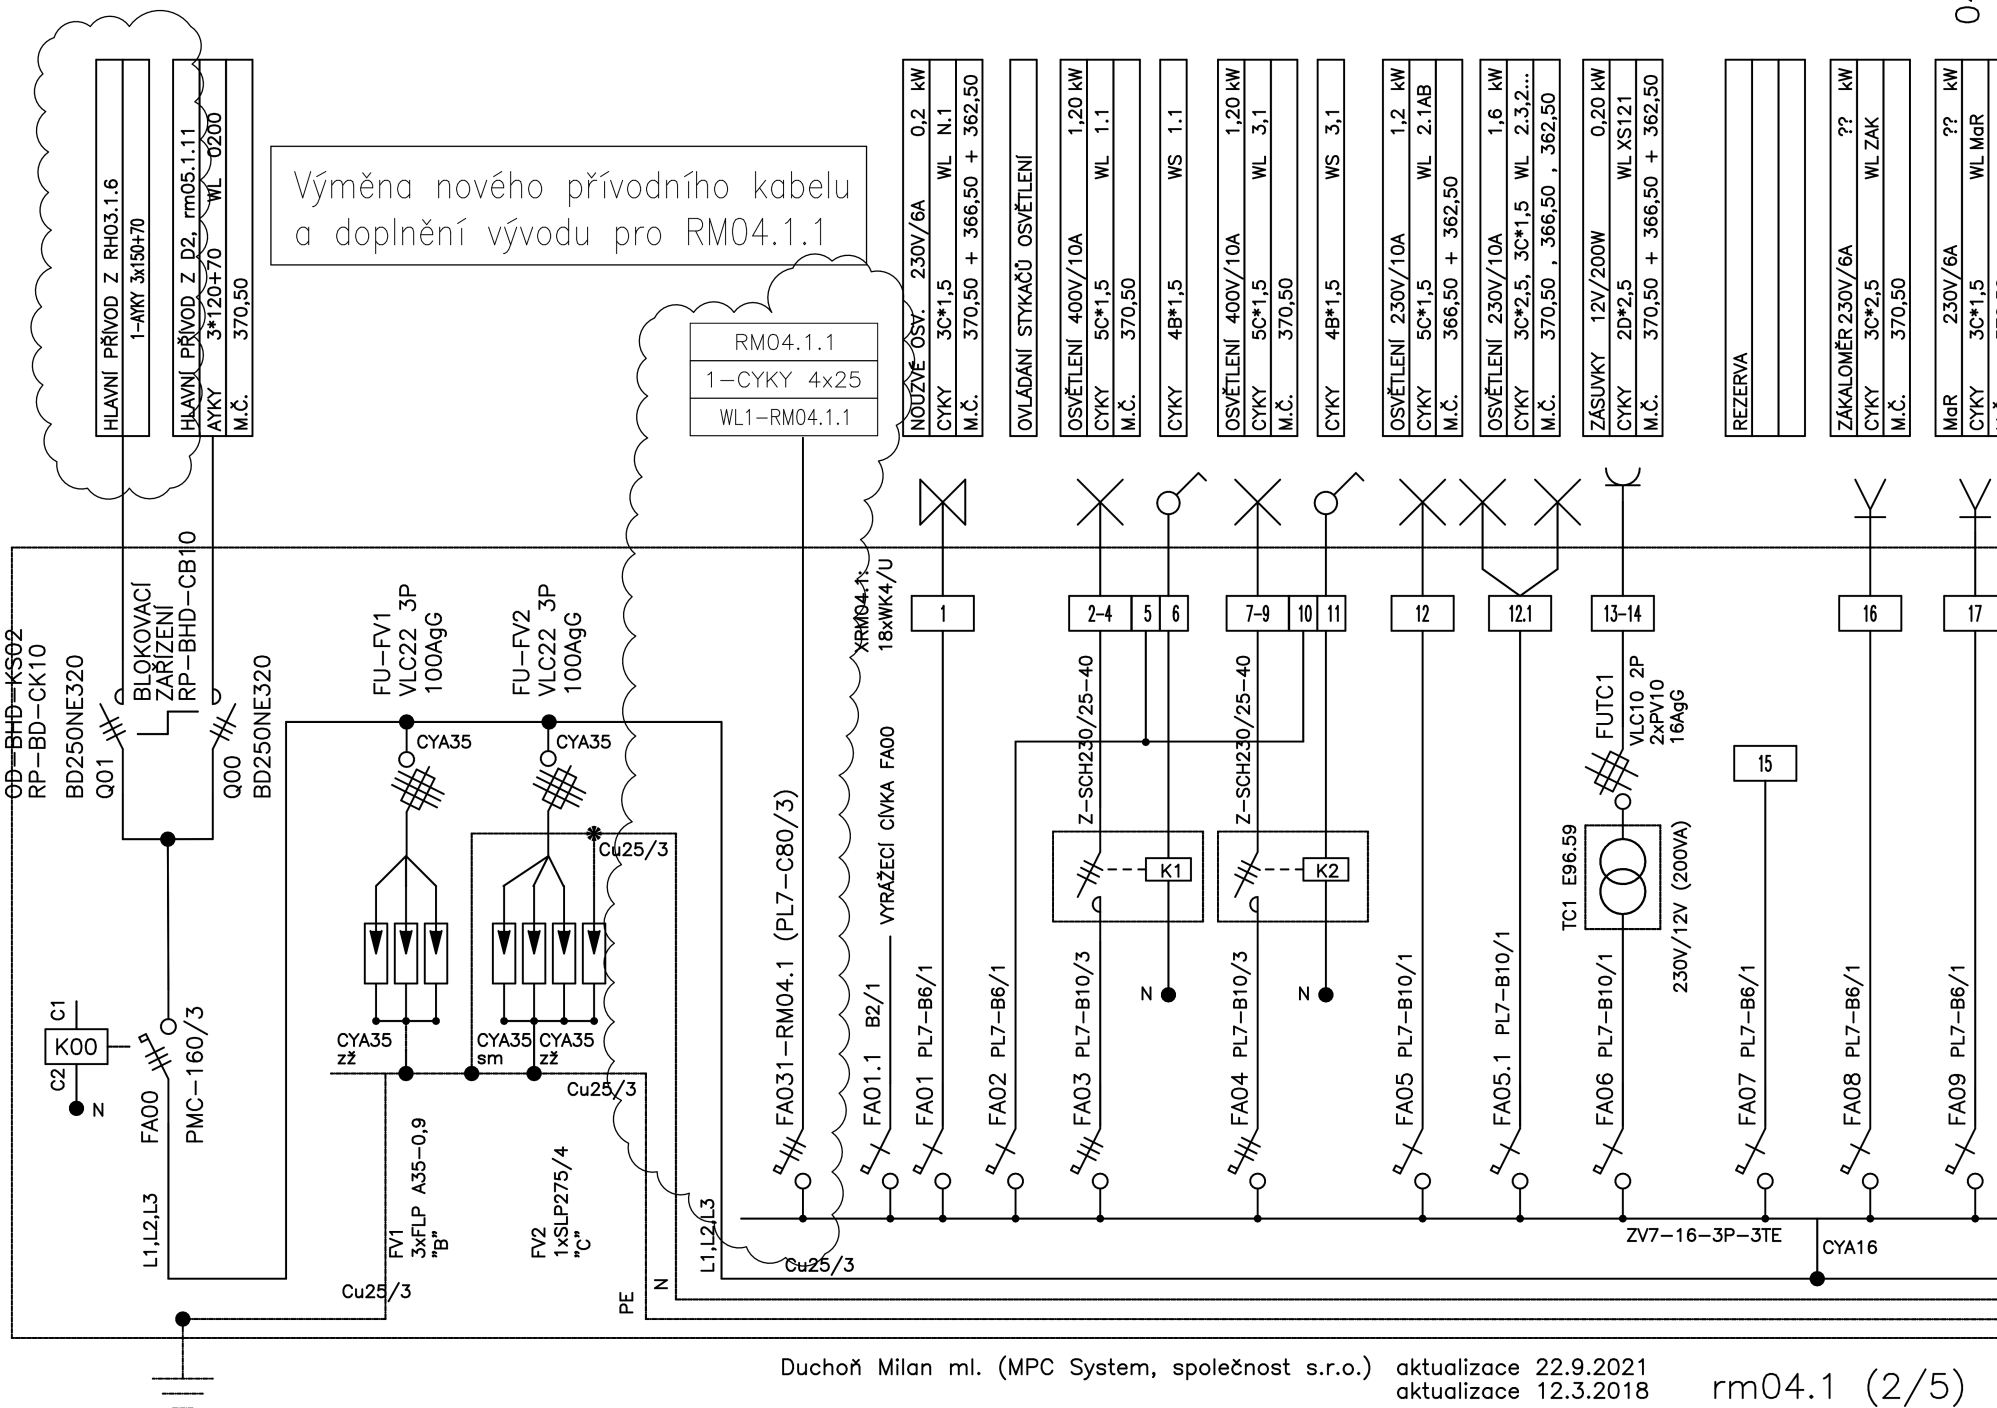 HLAVNÍ PŘÍVOD Z RH03.1.6
1-AYKY 3x150+70
HLAVNÍ PŘÍVOD Z D2, rm05.1.11
AYKY 3*120+70 WL 0200
M.Č. 370,50
Výměna nového přívodního kabelu
a doplnění vývodu pro RM04.1.1
RM04.1.1
1-CYKY 4x25
WL1-RM04.1.1
NOUZVÉ OSV. 230V/6A 0,2 kW
CYKY 3C*1,5 WL N.1
M.Č. 370,50 + 366,50 + 362,50
OVLÁDÁNÍ STYKAČŮ OSVĚTLENÍ
OSVĚTLENÍ 400V/10A 1,20 kW
CYKY 5C*1,5 WL 1.1
M.Č. 370,50
CYKY 4B*1,5 WS 1.1
OSVĚTLENÍ 400V/10A 1,20 kW
CYKY 5C*1,5 WL 3,1
M.Č. 370,50
CYKY 4B*1,5 WS 3,1
OSVĚTLENÍ 230V/10A 1,2 kW
CYKY 5C*1,5 WL 2.1AB
M.Č. 366,50 + 362,50
OSVĚTLENÍ 230V/10A 1,6 kW
CYKY 3C*2,5, 3C*1,5 WL 2.3,2...
M.Č. 370,50 , 366,50 , 362,50
ZÁSUVKY 12V/200W 0,20 kW
CYKY 2D*2,5 WL XS121
M.Č. 370,50 + 366,50 + 362,50
REZERVA
ZÁKALOMĚR 230V/6A ?? kW
CYKY 3C*2,5 WL ZAK
M.Č. 370,50
MaR 230V/6A ?? kW
CYKY 3C*1,5 WL MaR
OD-BHD-KS02
RP-BD-CK10
BD250NE320
Q01
BLOKOVACÍ
ZAŘÍZENÍ
RP-BHD-CB10
Q00
BD250NE320
FU-FV1
VLC22 3P
100AgG
FU-FV2
VLC22 3P
100AgG
XRM04.1:
18xWK4/U
1
2-4
5
6
7-9
10
11
12
12.1
13-14
16
17
15
CYA35
CYA35
Cu25/3
Z-SCH230/25-40
Z-SCH230/25-40
K1
K2
N
N
FUTC1
VLC10 2P
2xPV10
16AgG
TC1 E96.59
230V/12V (200VA)
C1
K00
C2
N
FA00
PMC-160/3
L1,L2,L3
CYA35
zž
CYA35
sm
CYA35
zž
Cu25/3
FV1
3xFLP A35-0,9
"B"
FV2
1xSLP275/4
"C"
Cu25/3
PE
N
L1,L2,L3
Cu25/3
FA031-RM04.1 (PL7-C80/3)
FA01.1 B2/1 VYRÁŽECÍ CÍVKA FA00
FA01 PL7-B6/1
FA02 PL7-B6/1
FA03 PL7-B10/3
FA04 PL7-B10/3
FA05 PL7-B10/1
FA05.1 PL7-B10/1
FA06 PL7-B10/1
FA07 PL7-B6/1
FA08 PL7-B6/1
FA09 PL7-B6/1
ZV7-16-3P-3TE
CYA16
Duchoň Milan ml. (MPC System, společnost s.r.o.) aktualizace 22.9.2021
aktualizace 12.3.2018
rm04.1 (2/5)